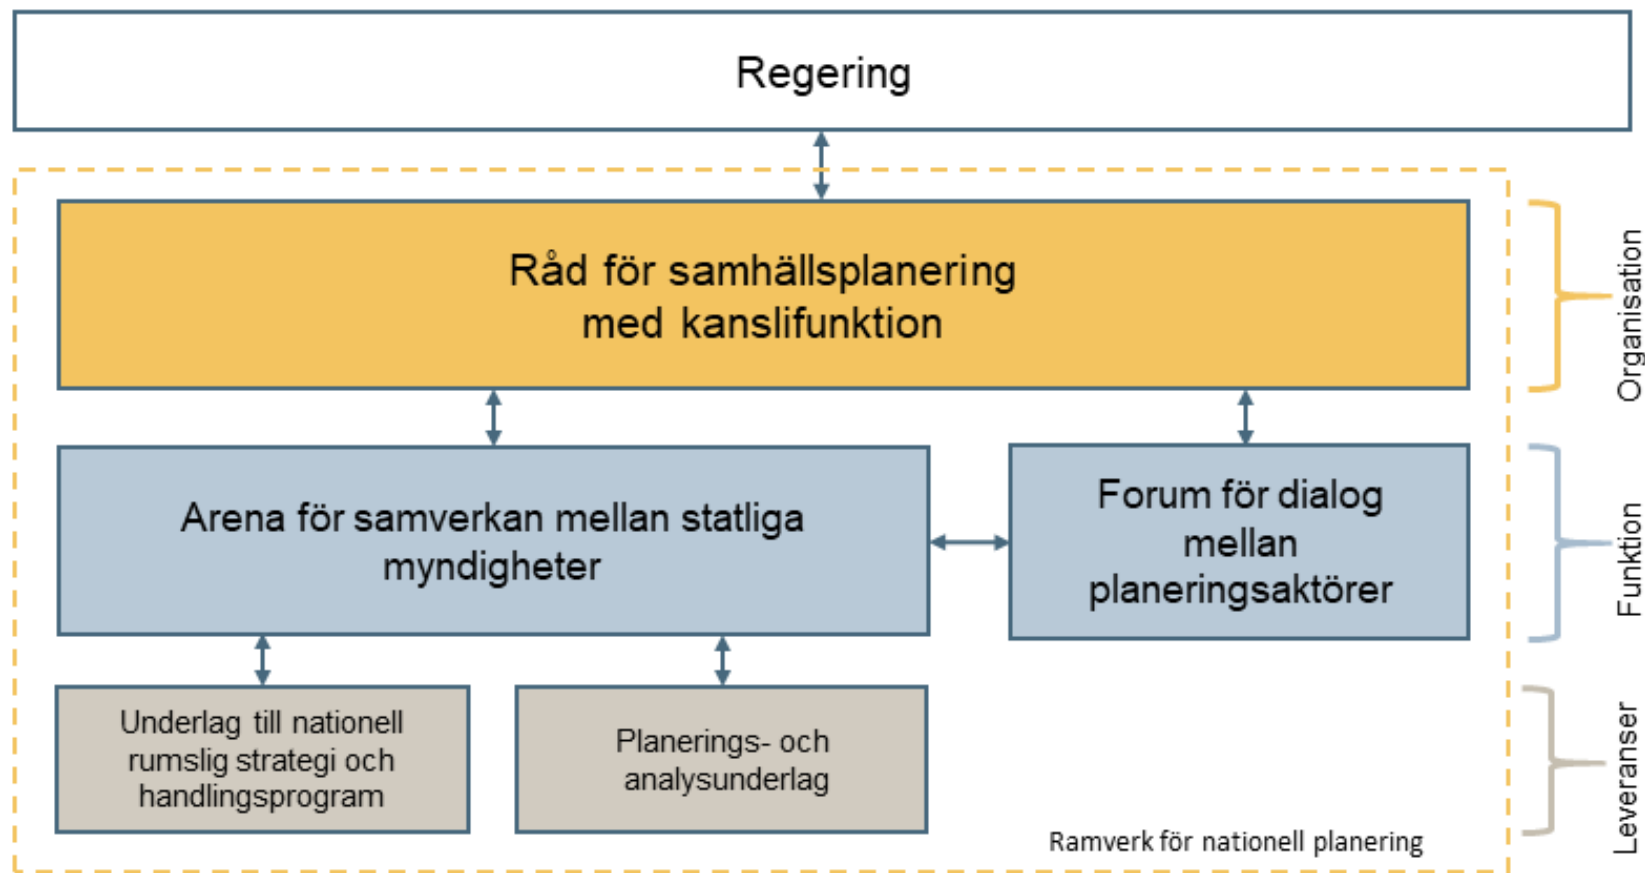 Regering
Råd för samhällsplanering
med kanslifunktion
Organisation
Arena för samverkan mellan statliga
myndigheter
Forum för dialog
mellan
planeringsaktörer
Funktion
Underlag till nationell
rumslig strategi och
handlingsprogram
Planerings- och
analysunderlag
Leveranser
Ramverk för nationell planering